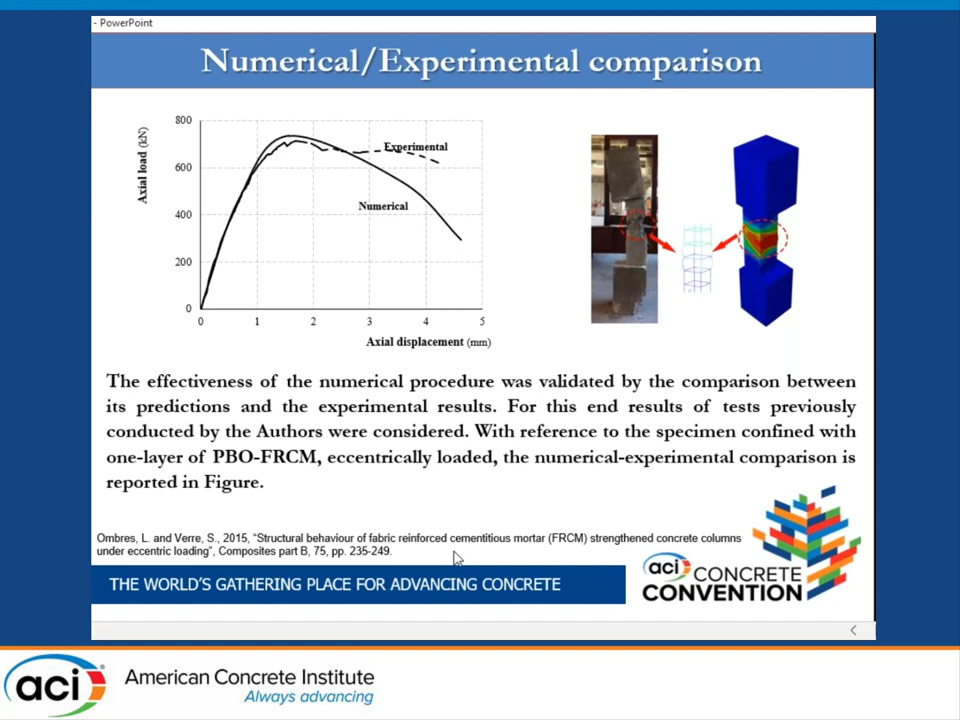 - PowerPoint
Numerical/Experimental comparison
800
600
400
200
0
Axial load (kN)
Experimental
Numerical
0 1 2 3 4 5
Axial displacement (mm)
The effectiveness of the numerical procedure was validated by the comparison between
its predictions and the experimental results. For this end results of tests previously
conducted by the Authors were considered. With reference to the specimen confined with
one-layer of PBO-FRCM, eccentrically loaded, the numerical-experimental comparison is
reported in Figure.
Ombres, L. and Verre, S., 2015, “Structural behaviour of fabric reinforced cementitious mortar (FRCM) strengthened concrete columns
under eccentric loading”, Composites part B, 75, pp. 235-249.
THE WORLD’S GATHERING PLACE FOR ADVANCING CONCRETE
aci CONCRETE
CONVENTION
aci
American Concrete Institute
Always advancing